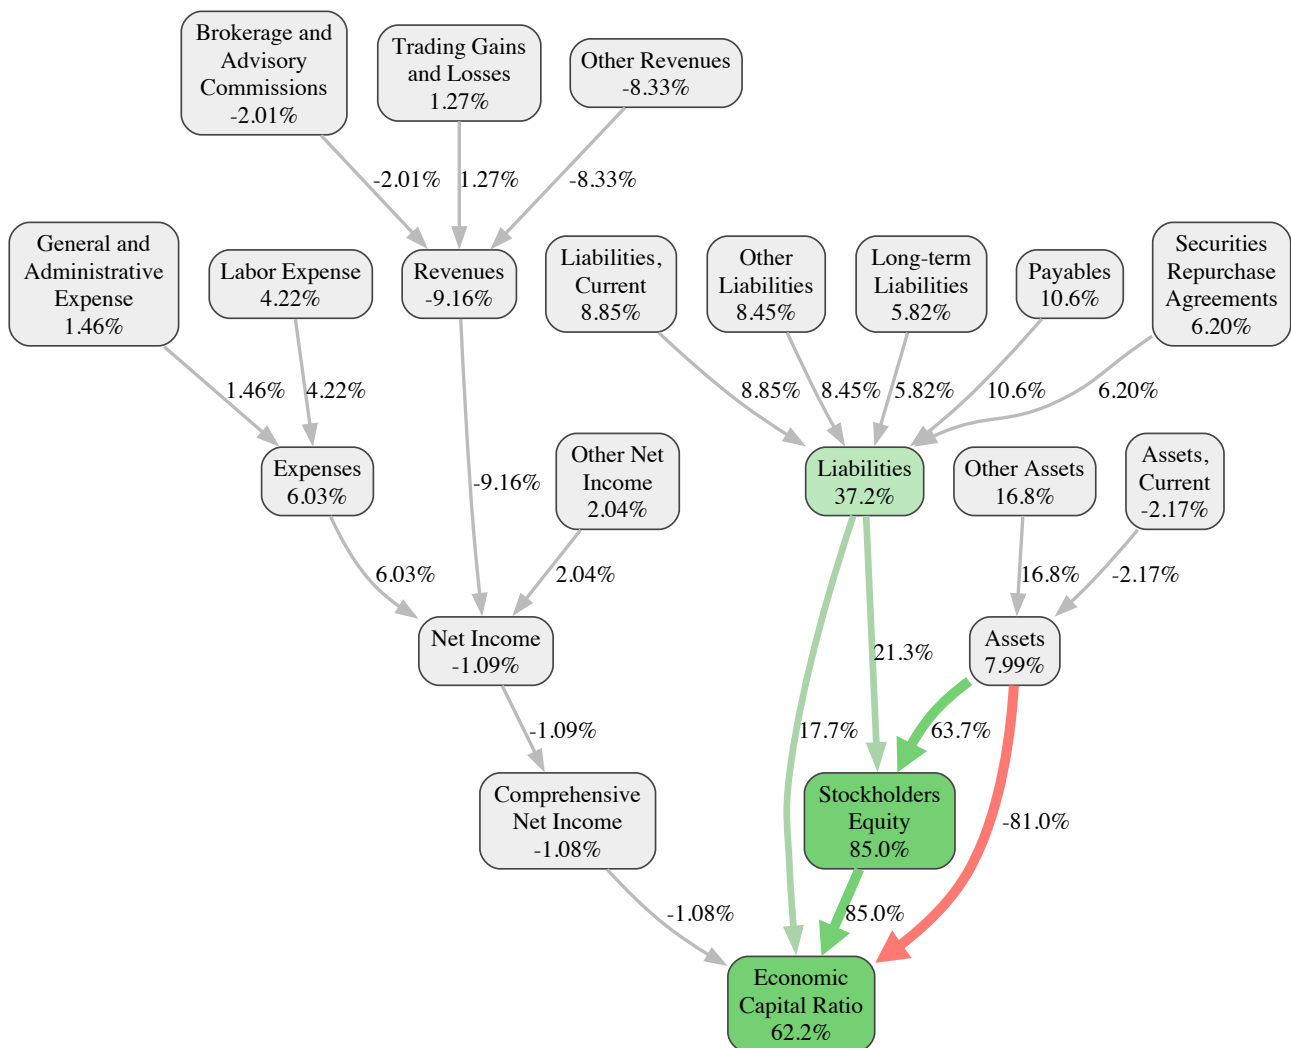 Brokerage and
Advisory
Commissions
-2.01%
Trading Gains
and Losses
1.27%
Other Revenues
-8.33%
-2.01%
1.27%
-8.33%
General and
Administrative
Expense
1.46%
Labor Expense
4.22%
Revenues
-9.16%
Liabilities,
Current
8.85%
Other
Liabilities
8.45%
Long-term
Liabilities
5.82%
Payables
10.6%
Securities
Repurchase
Agreements
6.20%
1.46%
4.22%
8.85%
8.45%
5.82%
10.6%
6.20%
Expenses
6.03%
-9.16%
Other Net
Income
2.04%
Liabilities
37.2%
Other Assets
16.8%
Assets,
Current
-2.17%
6.03%
2.04%
16.8%
-2.17%
Net Income
-1.09%
21.3%
Assets
7.99%
-1.09%
17.7%
63.7%
Comprehensive
Net Income
-1.08%
Stockholders
Equity
85.0%
-81.0%
-1.08%
85.0%
Economic
Capital Ratio
62.2%